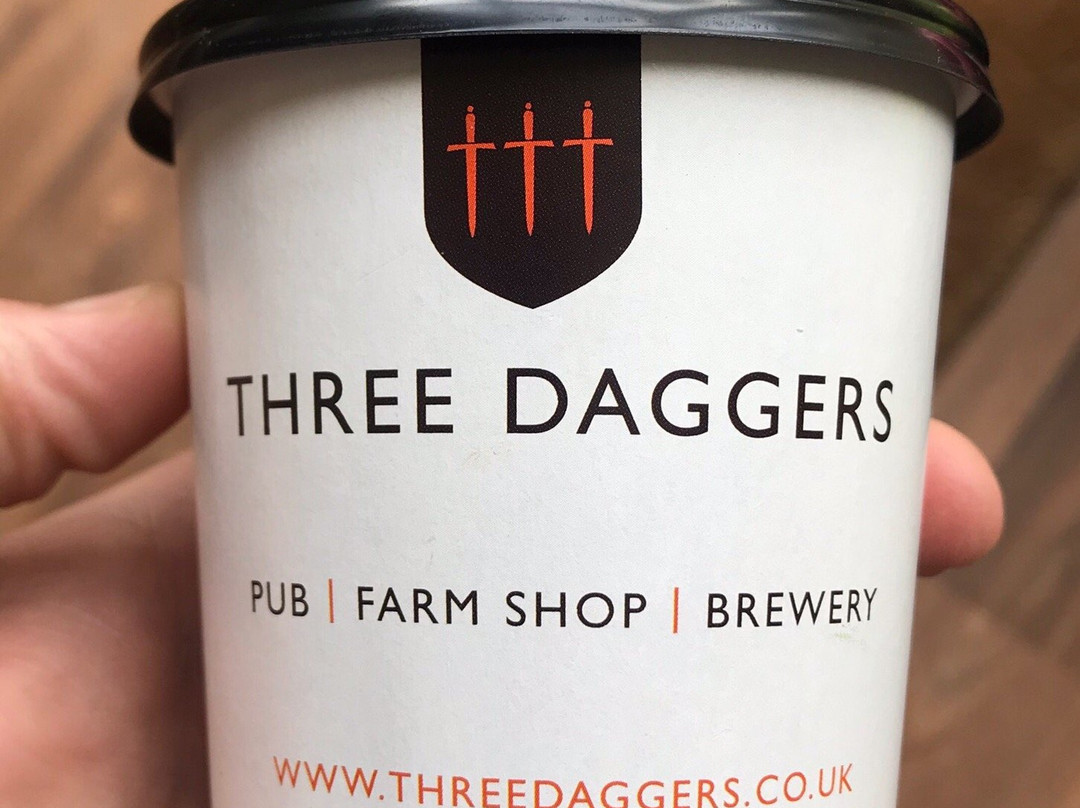 THREE DAGGERS
PUB | FARM SHOP | BREWERY
WWW.THREEDAGGERS.CO.UK